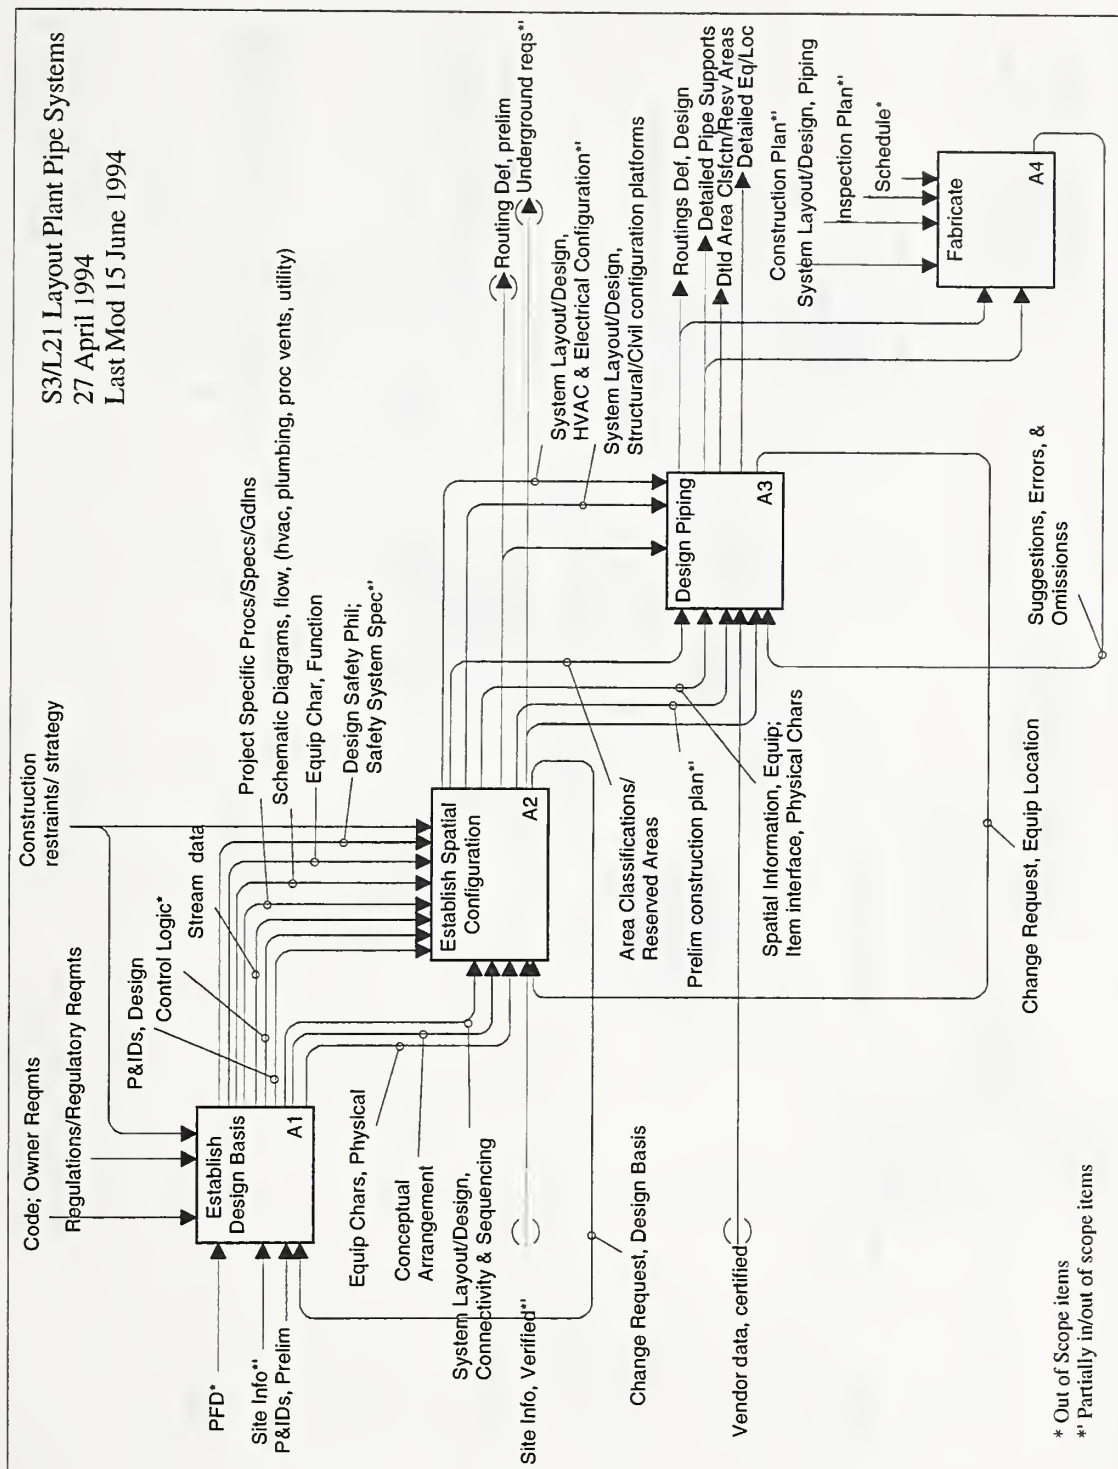 S3/L21 Layout Plant Pipe Systems
27 April 1994
Last Mod 15 June 1994
Code; Owner Reqmts
Regulations/Regulatory Reqmts
Construction
restraints/ strategy
P&IDs, Design
Control Logic*
Stream data
Project Specific Procs/Specs/Gdlns
Schematic Diagrams, flow, (hvac, plumbing, proc vents, utility)
Equip Char, Function
Design Safety Phil;
Safety System Spec*'
PFD*
Site Info*'
P&IDs, Prelim
Establish
Design Basis
A1
Equip Chars, Physical
Conceptual
Arrangement
System Layout/Design,
Connectivity & Sequencing
Site Info, Verified*'
Change Request, Design Basis
Vendor data, certified
Establish Spatial
Configuration
A2
Routing Def, prelim
Underground reqs*'
System Layout/Design,
HVAC & Electrical Configuration*'
System Layout/Design,
Structural/Civil configuration platforms
Area Classifications/
Reserved Areas
Prelim construction plan*'
Spatial Information, Equip;
Item interface, Physical Chars
Change Request, Equip Location
Design Piping
A3
Routings Def, Design
Detailed Pipe Supports
Dtld Area Clsfctn/Resv Areas
Detailed Eq/Loc
Construction Plan*'
System Layout/Design, Piping
Inspection Plan*'
Schedule*
Fabricate
A4
Suggestions, Errors, &
Omissionss
* Out of Scope items
*' Partially in/out of scope items